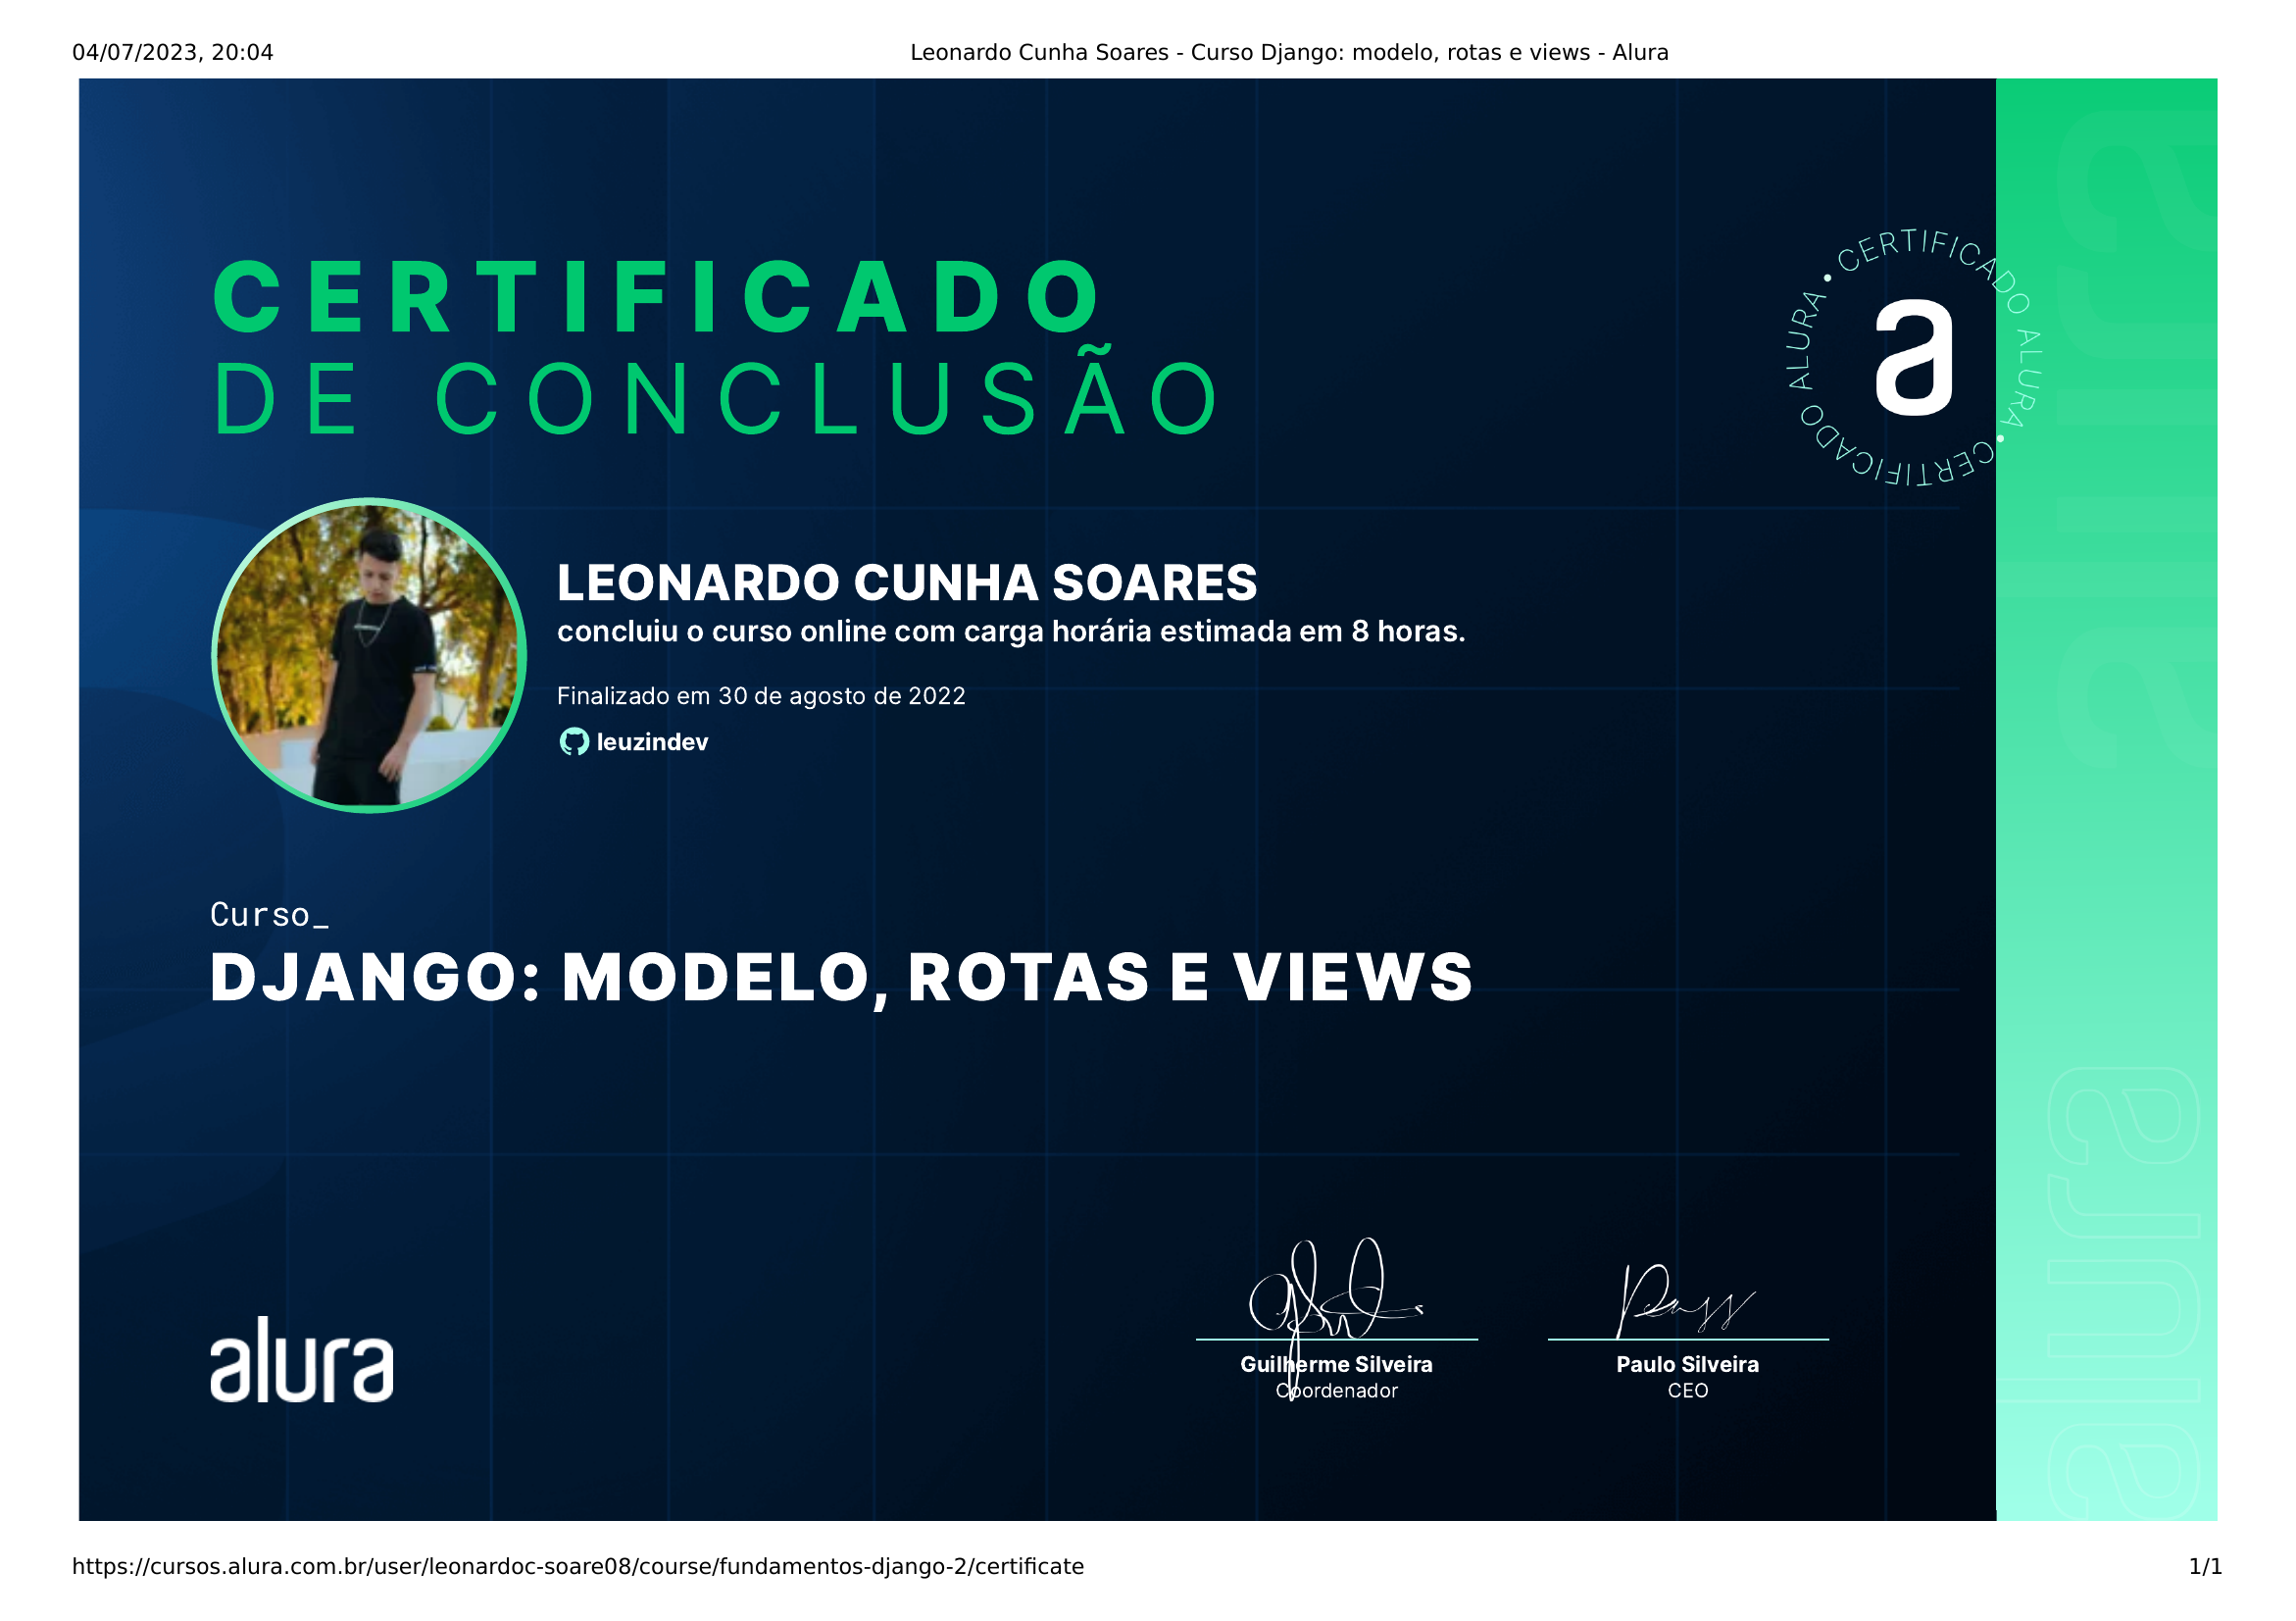 04/07/2023, 20:04
Leonardo Cunha Soares - Curso Django: modelo, rotas e views - Alura
CERTIFICADO
DE CONCLUSÃO
CERTIFICADO ALURA • CERTIFICADO ALURA •
a
LEONARDO CUNHA SOARES
concluiu o curso online com carga horária estimada em 8 horas.
Finalizado em 30 de agosto de 2022
leuzindev
Curso_
DJANGO: MODELO, ROTAS E VIEWS
alura
Guilherme Silveira
Coordenador
Paulo Silveira
CEO
alura
alura
https://cursos.alura.com.br/user/leonardoc-soare08/course/fundamentos-django-2/certificate
1/1